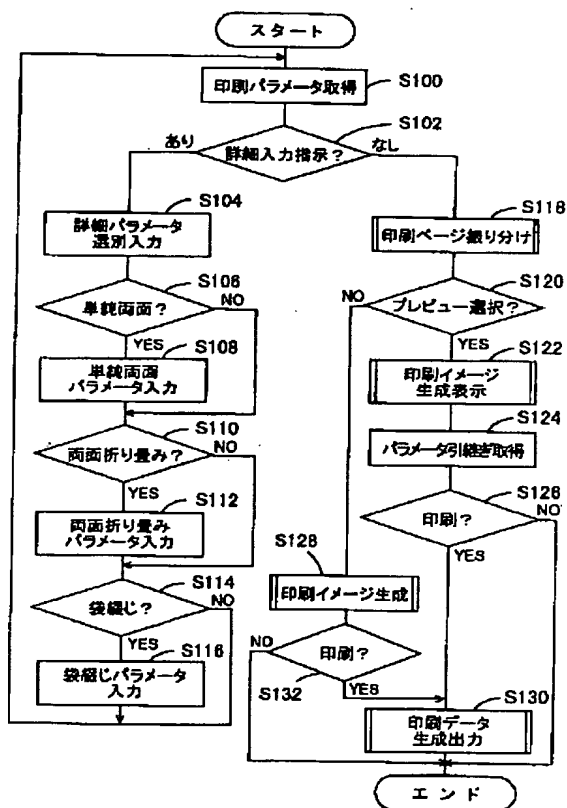 スタート
印刷パラメータ取得
S100
詳細入力指示?
S102
あり
なし
S104
詳細パラメータ
選別入力
S106
単純両面?
NO
YES
S108
単純両面
パラメータ入力
S110
両面折り畳み?
NO
YES
S112
両面折り畳み
パラメータ入力
S114
袋綴じ?
NO
YES
S116
袋綴じパラメータ
入力
S118
印刷ページ振り分け
S120
プレビュー選択?
NO
YES
S122
印刷イメージ
生成表示
S124
パラメータ引継ぎ取得
S126
印刷?
NO
YES
S128
印刷イメージ生成
印刷?
NO
YES
S132
S130
印刷データ
生成出力
エンド